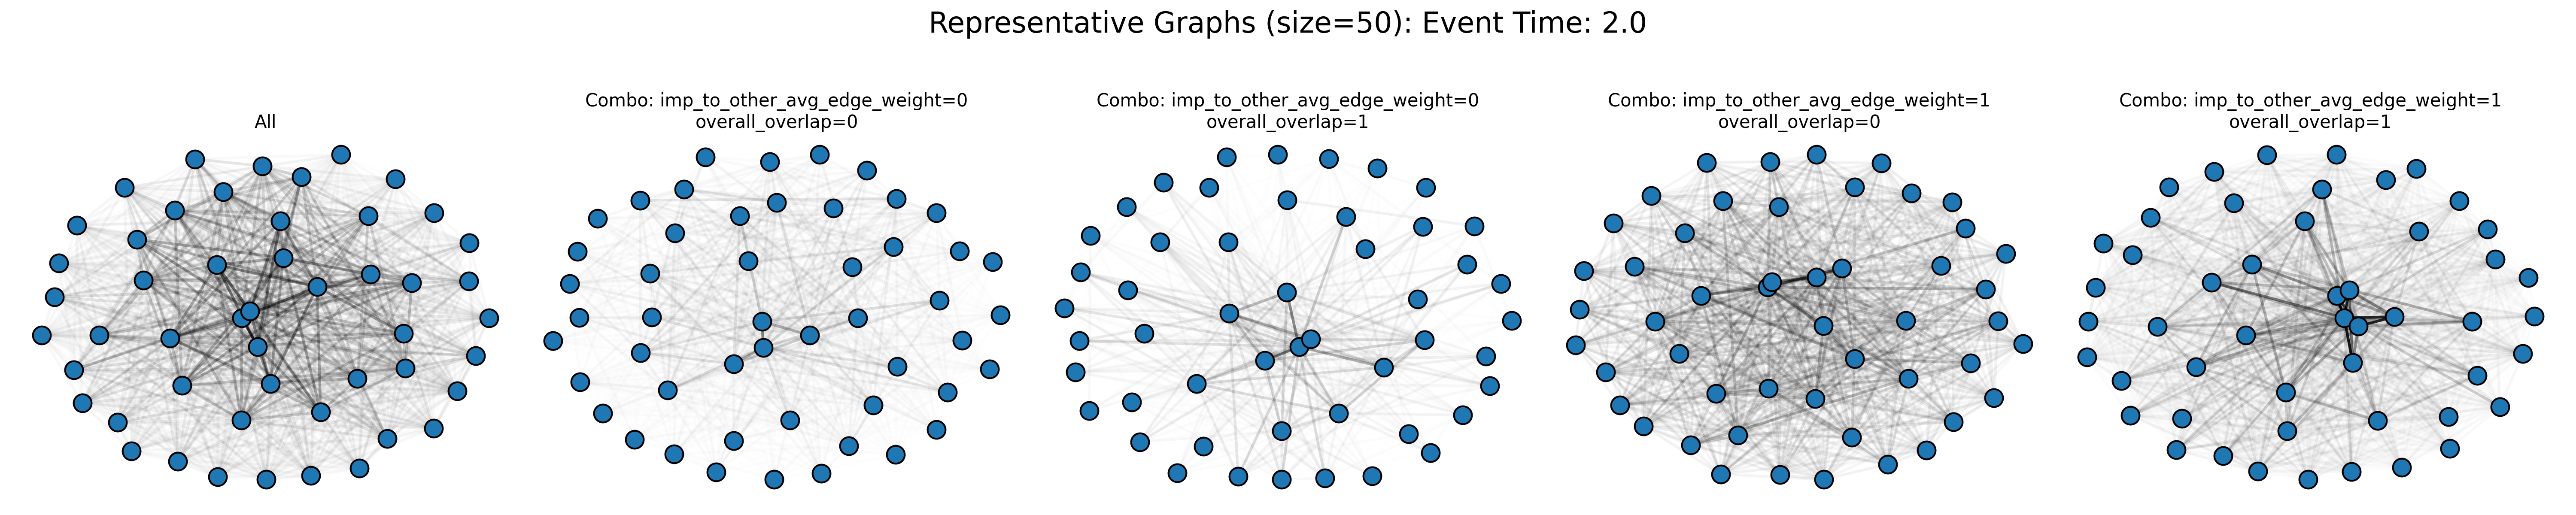 Representative Graphs (size=50): Event Time: 2.0
All
Combo: imp_to_other_avg_edge_weight=0
overall_overlap=0
Combo: imp_to_other_avg_edge_weight=0
overall_overlap=1
Combo: imp_to_other_avg_edge_weight=1
overall_overlap=0
Combo: imp_to_other_avg_edge_weight=1
overall_overlap=1